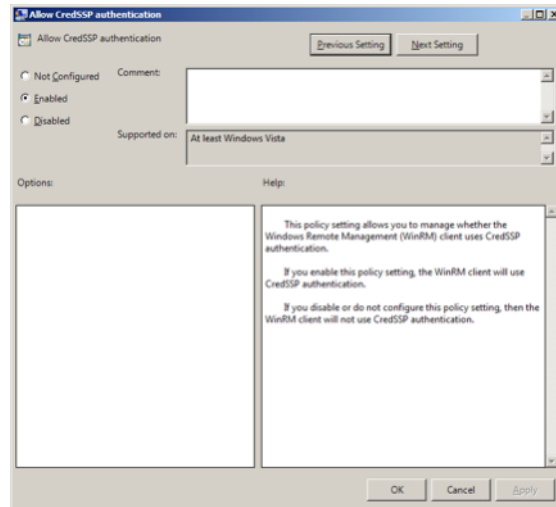 Allow CredSSP authentication
Allow CredSSP authentication
Previous Setting
Next Setting
Not Configured
Comment:
Enabled
Disabled
Supported on:
At least Windows Vista
Options:
Help:
This policy setting allows you to manage whether the
Windows Remote Management (WinRM) client uses CredSSP
authentication.
If you enable this policy setting, the WinRM client will use
CredSSP authentication.
If you disable or do not configure this policy setting, then the
WinRM client will not use CredSSP authentication.
OK
Cancel
Apply